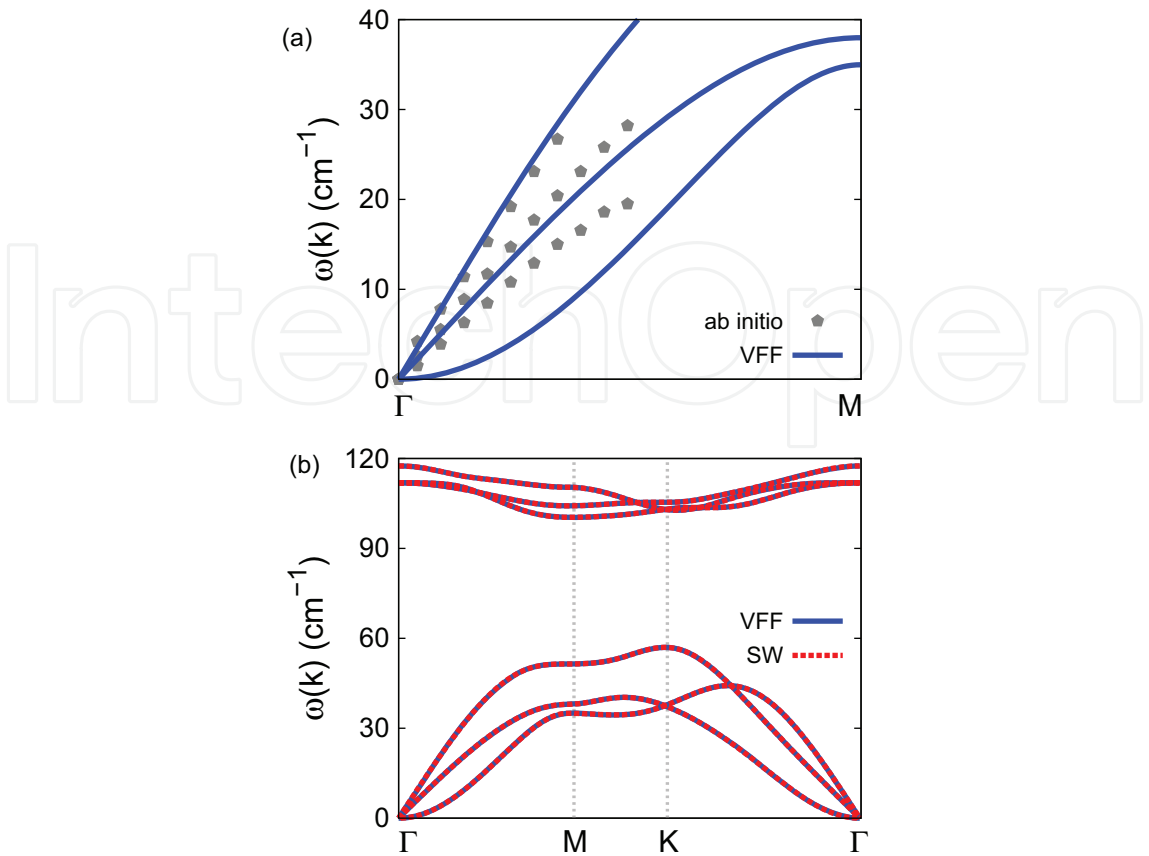 (a)
40
30
20
10
0
ω(k) (cm⁻¹)
ab initio
VFF
Γ
M
IntechOpen
(b)
120
90
60
30
0
ω(k) (cm⁻¹)
VFF
SW
Γ
M
K
Γ